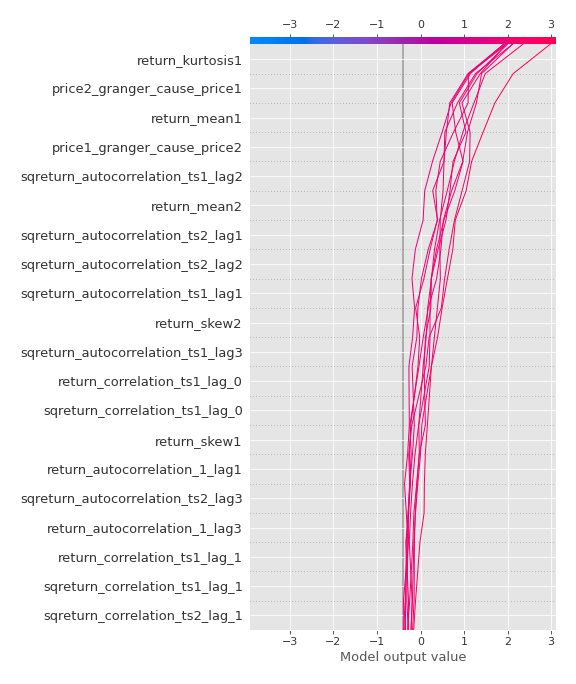 −3 −2 −1 0 1 2 3
return_kurtosis1
price2_granger_cause_price1
return_mean1
price1_granger_cause_price2
sqreturn_autocorrelation_ts1_lag2
return_mean2
sqreturn_autocorrelation_ts2_lag1
sqreturn_autocorrelation_ts2_lag2
sqreturn_autocorrelation_ts1_lag1
return_skew2
sqreturn_autocorrelation_ts1_lag3
return_correlation_ts1_lag_0
sqreturn_correlation_ts1_lag_0
return_skew1
return_autocorrelation_1_lag1
sqreturn_autocorrelation_ts2_lag3
return_autocorrelation_1_lag3
return_correlation_ts1_lag_1
sqreturn_correlation_ts1_lag_1
sqreturn_correlation_ts2_lag_1
−3 −2 −1 0 1 2 3
Model output value